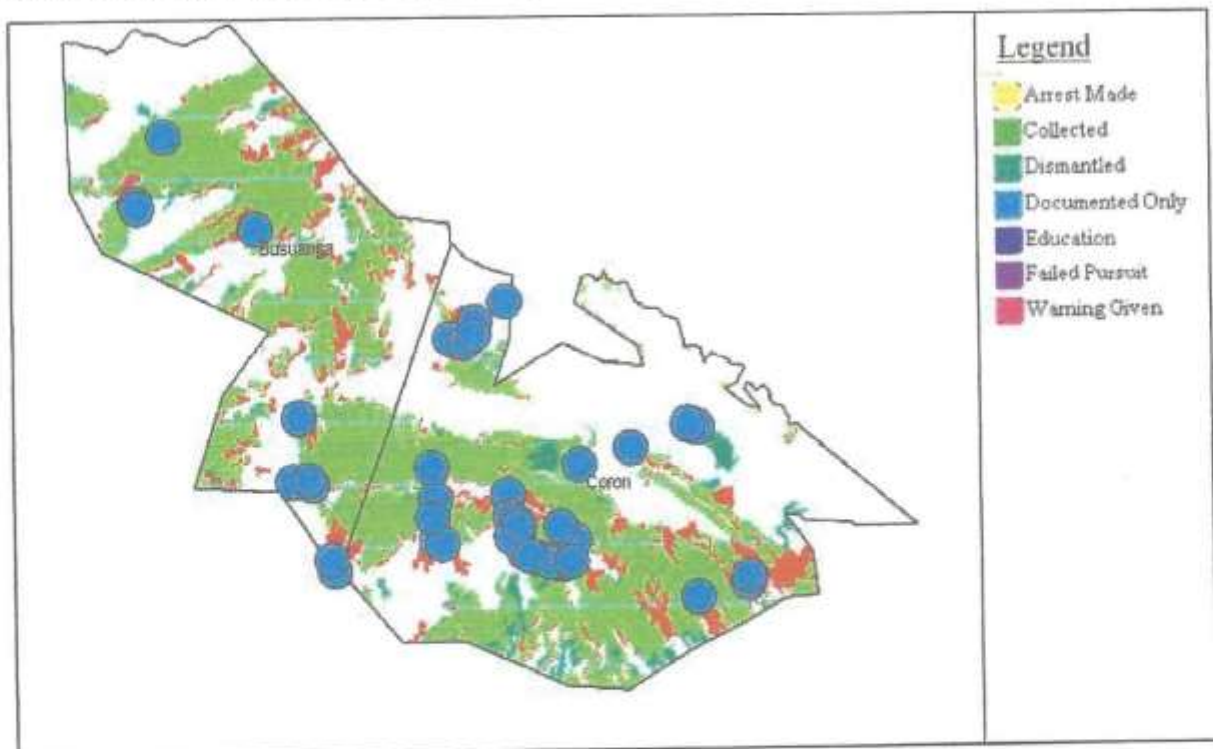 Busuanga
Coron
Legend
Arrest Made
Collected
Dismantled
Documented Only
Education
Failed Pursuit
Warning Given